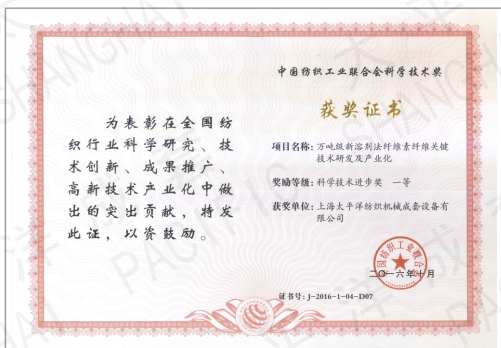 为表彰在全国纺
织行业科学研究、技
术创新、成果推广、
高新技术产业化中做
出的突出贡献，特发
此证，以资鼓励。
中国纺织工业联合会科学技术奖
获奖证书
项目名称：万吨级新溶剂法纤维素纤维关键
技术研发及产业化
奖励等级：科学技术进步奖 一等
获奖单位：上海太平洋纺织机械成套设备有
限公司
二〇一六年十月
证书号：J-2016-1-04-D07